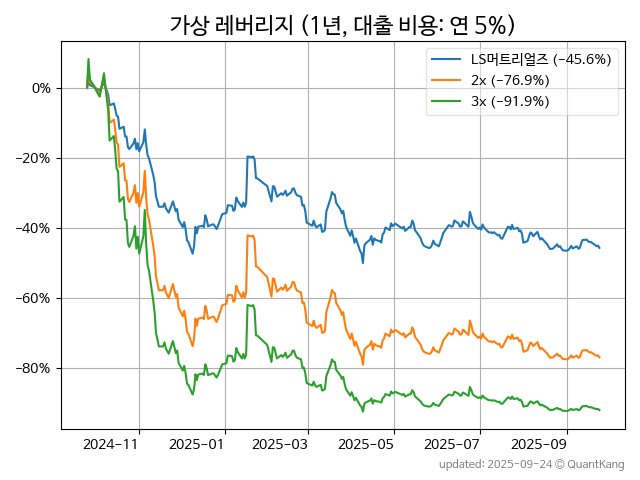 가상 레버리지 (1년, 대출 비용: 연 5%)
LS머트리얼즈 (−45.6%)
2x (−76.9%)
3x (−91.9%)
0%
−20%
−40%
−60%
−80%
2024-11 2025-01 2025-03 2025-05 2025-07 2025-09
updated: 2025-09-24 © QuantKang